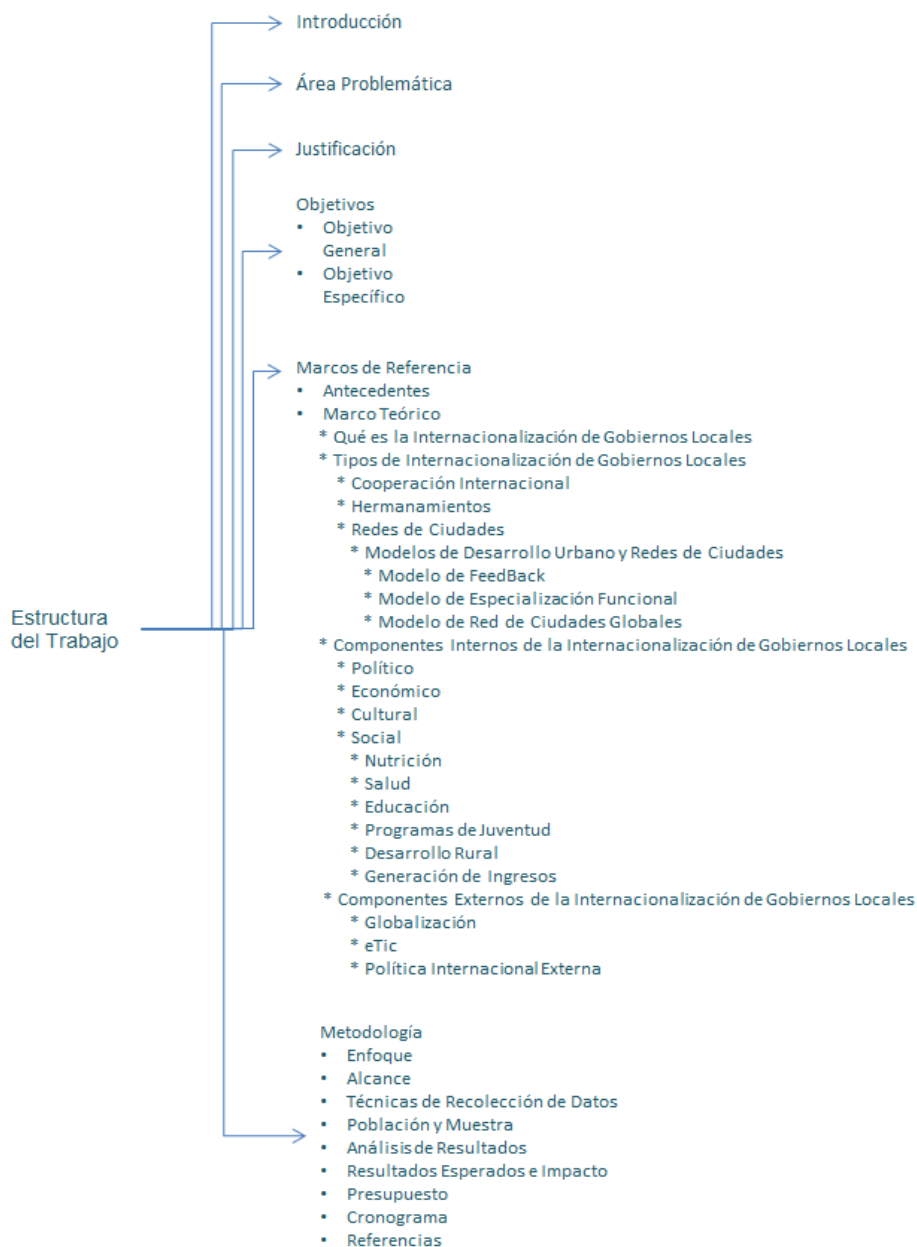 Introducción
Área Problemática
Justificación
Objetivos
• Objetivo
General
• Objetivo
Específico
Marcos de Referencia
• Antecedentes
• Marco Teórico
* Qué es la Internacionalización de Gobiernos Locales
* Tipos de Internacionalización de Gobiernos Locales
* Cooperación Internacional
* Hermanamientos
* Redes de Ciudades
* Modelos de Desarrollo Urbano y Redes de Ciudades
* Modelo de FeedBack
* Modelo de Especialización Funcional
* Modelo de Red de Ciudades Globales
Estructura
del Trabajo
* Componentes Internos de la Internacionalización de Gobiernos Locales
* Político
* Económico
* Cultural
* Social
* Nutrición
* Salud
* Educación
* Programas de Juventud
* Desarrollo Rural
* Generación de Ingresos
* Componentes Externos de la Internacionalización de Gobiernos Locales
* Globalización
* eTic
* Política Internacional Externa
Metodología
• Enfoque
• Alcance
• Técnicas de Recolección de Datos
• Población y Muestra
• Análisis de Resultados
• Resultados Esperados e Impacto
• Presupuesto
• Cronograma
• Referencias